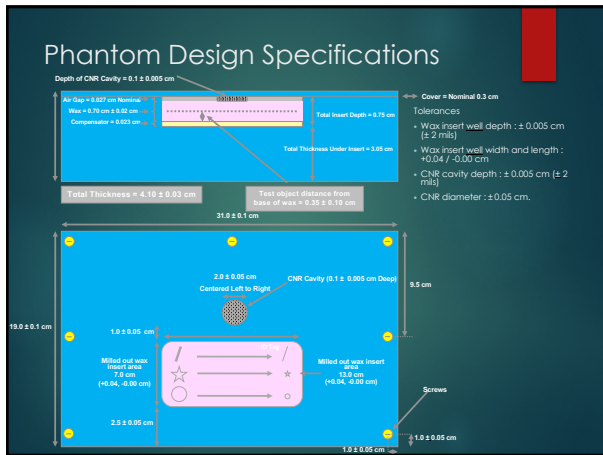 Phantom Design Specifications
Depth of CNR Cavity = 0.1 ± 0.005 cm
Air Gap = 0.027 cm Nominal
Wax = 0.70 cm ± 0.02 cm
Compensator = 0.023 cm
Total Insert Depth = 0.75 cm
Total Thickness Under Insert = 3.05 cm
Cover = Nominal 0.3 cm
Tolerances
• Wax insert well depth : ± 0.005 cm
(± 2 mils)
• Wax insert well width and length :
+0.04 / -0.00 cm
• CNR cavity depth : ± 0.005 cm (± 2
mils)
• CNR diameter : ±0.05 cm.
Total Thickness = 4.10 ± 0.03 cm
Test object distance from
base of wax = 0.35 ± 0.10 cm
31.0 ± 0.1 cm
2.0 ± 0.05 cm
Centered Left to Right
CNR Cavity (0.1 ± 0.005 cm Deep)
9.5 cm
19.0 ± 0.1 cm
1.0 ± 0.05 cm
Milled out wax
insert area
7.0 cm
(+0.04, -0.00 cm)
Milled out wax insert
area
13.0 cm
(+0.04, -0.00 cm)
Screws
2.5 ± 0.05 cm
1.0 ± 0.05 cm
1.0 ± 0.05 cm